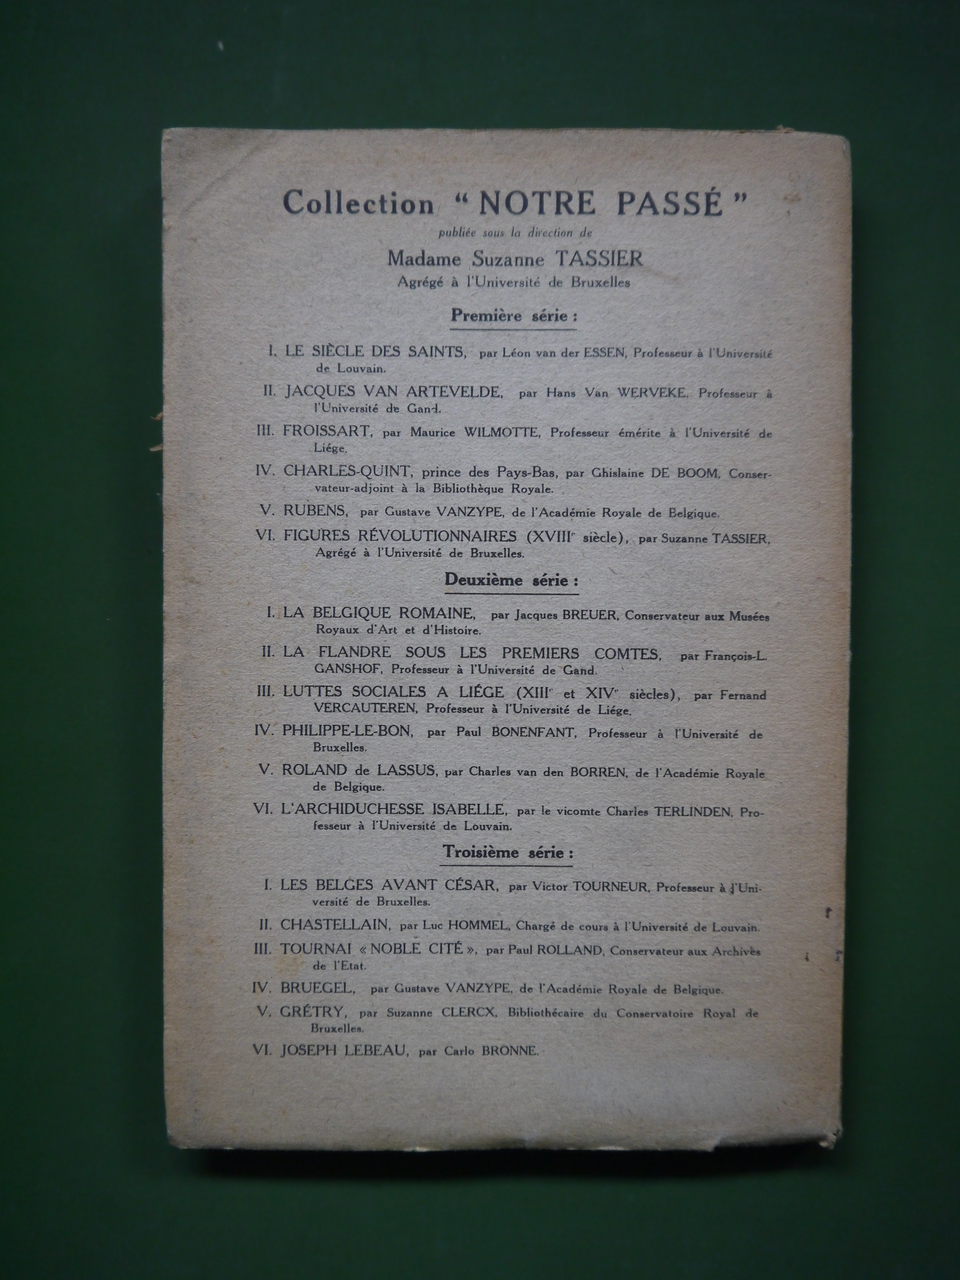 Collection “ NOTRE PASSÉ ”
publiée sous la direction de
Madame Suzanne TASSIER
Agrégé à l'Université de Bruxelles
Première série :
I. LE SIÈCLE DES SAINTS, par Léon van der ESSEN, Professeur à l'Université
de Louvain.
II. JACQUES VAN ARTEVELDE, par Hans Van WERVEKE, Professeur à
l'Université de Gand.
III. FROISSART, par Maurice WILMOTTE, Professeur émérite à l'Université de
Liége.
IV. CHARLES-QUINT, prince des Pays-Bas, par Ghislaine DE BOOM, Conser-
vateur-adjoint à la Bibliothèque Royale.
V. RUBENS, par Gustave VANZYPE, de l'Académie Royale de Belgique.
VI. FIGURES RÉVOLUTIONNAIRES (XVIIIe siècle), par Suzanne TASSIER,
Agrégé à l'Université de Bruxelles.
Deuxième série :
I. LA BELGIQUE ROMAINE, par Jacques BREUER, Conservateur aux Musées
Royaux d'Art et d'Histoire.
II. LA FLANDRE SOUS LES PREMIERS COMTES, par François-L.
GANSHOF, Professeur à l'Université de Gand.
III. LUTTES SOCIALES A LIÉGE (XIIIe et XIVe siècles), par Fernand
VERCAUTEREN, Professeur à l'Université de Liége.
IV. PHILIPPE-LE-BON, par Paul BONENFANT, Professeur à l'Université de
Bruxelles.
V. ROLAND de LASSUS, par Charles van den BORREN, de l'Académie Royale
de Belgique.
VI. L'ARCHIDUCHESSE ISABELLE, par le vicomte Charles TERLINDEN, Pro-
fesseur à l'Université de Louvain.
Troisième série :
I. LES BELGES AVANT CÉSAR, par Victor TOURNEUR, Professeur à l'Uni-
versité de Bruxelles.
II. CHASTELLAIN, par Luc HOMMEL, Chargé de cours à l'Université de Louvain.
III. TOURNAI « NOBLE CITÉ », par Paul ROLLAND, Conservateur aux Archives
de l'Etat.
IV. BRUEGEL, par Gustave VANZYPE, de l'Académie Royale de Belgique.
V. GRÉTRY, par Suzanne CLERCX, Bibliothécaire du Conservatoire Royal de
Bruxelles.
VI. JOSEPH LEBEAU, par Carlo BRONNE.